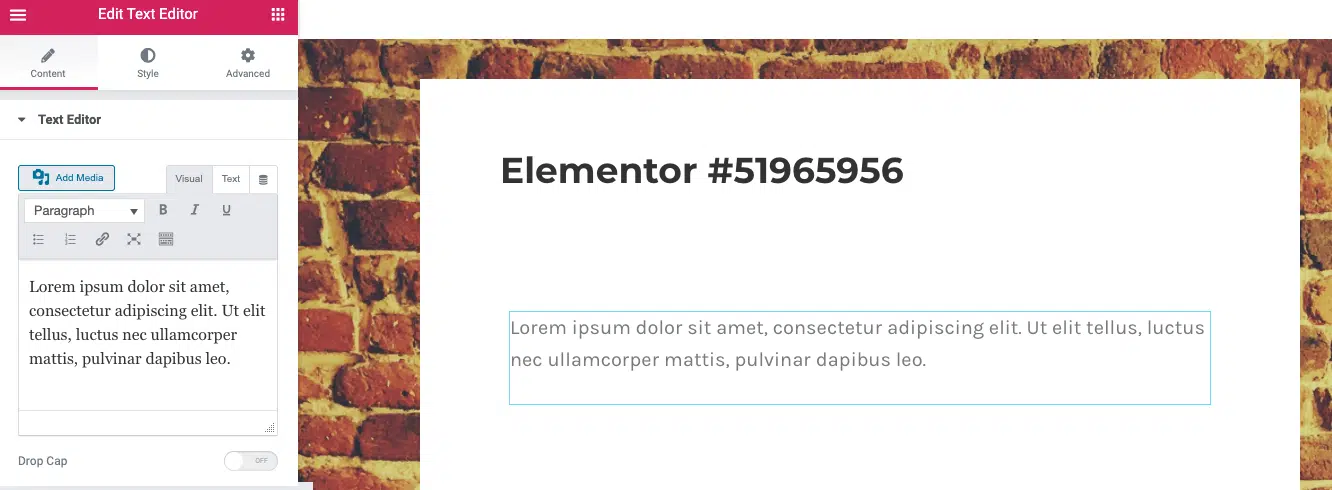 Edit Text Editor
Content
Style
Advanced
Text Editor
Add Media
Visual
Text
Paragraph
B
I
U
Lorem ipsum dolor sit amet,
consectetur adipiscing elit. Ut elit
tellus, luctus nec ullamcorper
mattis, pulvinar dapibus leo.
Drop Cap
OFF
Elementor #51965956
Lorem ipsum dolor sit amet, consectetur adipiscing elit. Ut elit tellus, luctus
nec ullamcorper mattis, pulvinar dapibus leo.